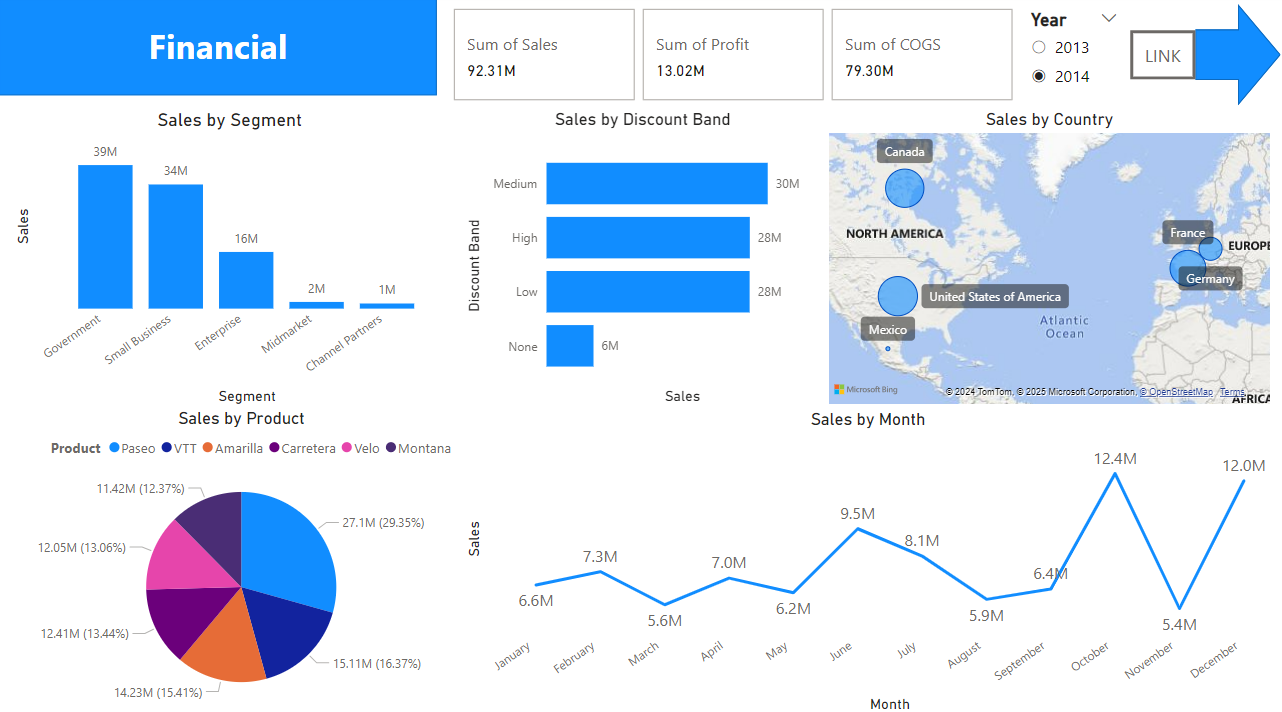 Financial
Sum of Sales
92.31M
Sum of Profit
13.02M
Sum of COGS
79.30M
Year
2013
2014
LINK
Sales by Segment
Sales
39M
34M
16M
2M
1M
Government
Small Business
Enterprise
Midmarket
Channel Partners
Segment
Sales by Discount Band
Discount Band
Medium
30M
High
28M
Low
28M
None
6M
Sales
Sales by Country
Canada
NORTH AMERICA
France
EUROPE
Germany
United States of America
Atlantic
Ocean
Mexico
Microsoft Bing
© 2024 TomTom, © 2025 Microsoft Corporation, © OpenStreetMap Terms
AFRICA
Sales by Product
Product Paseo VTT Amarilla Carretera Velo Montana
11.42M (12.37%)
27.1M (29.35%)
12.05M (13.06%)
12.41M (13.44%)
15.11M (16.37%)
14.23M (15.41%)
Sales by Month
Sales
6.6M
7.3M
5.6M
7.0M
6.2M
9.5M
8.1M
5.9M
6.4M
12.4M
5.4M
12.0M
January
February
March
April
May
June
July
August
September
October
November
December
Month